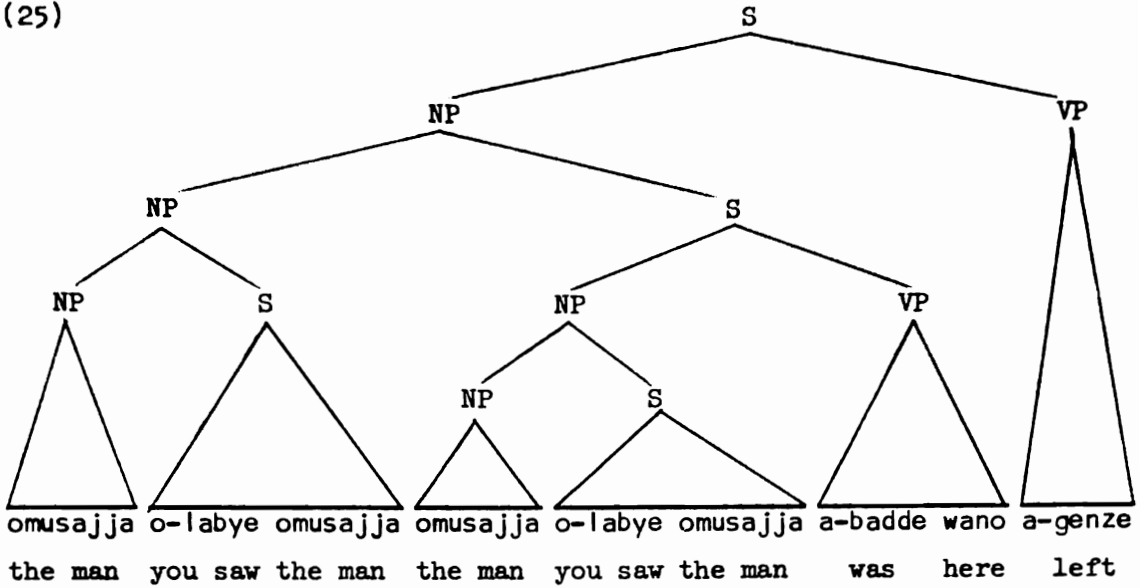 (25)
S
NP VP
NP S
NP S NP VP
NP S
omusajja o-labye omusajja omusajja o-labye omusajja a-badde wano a-genze
the man you saw the man the man you saw the man was here left